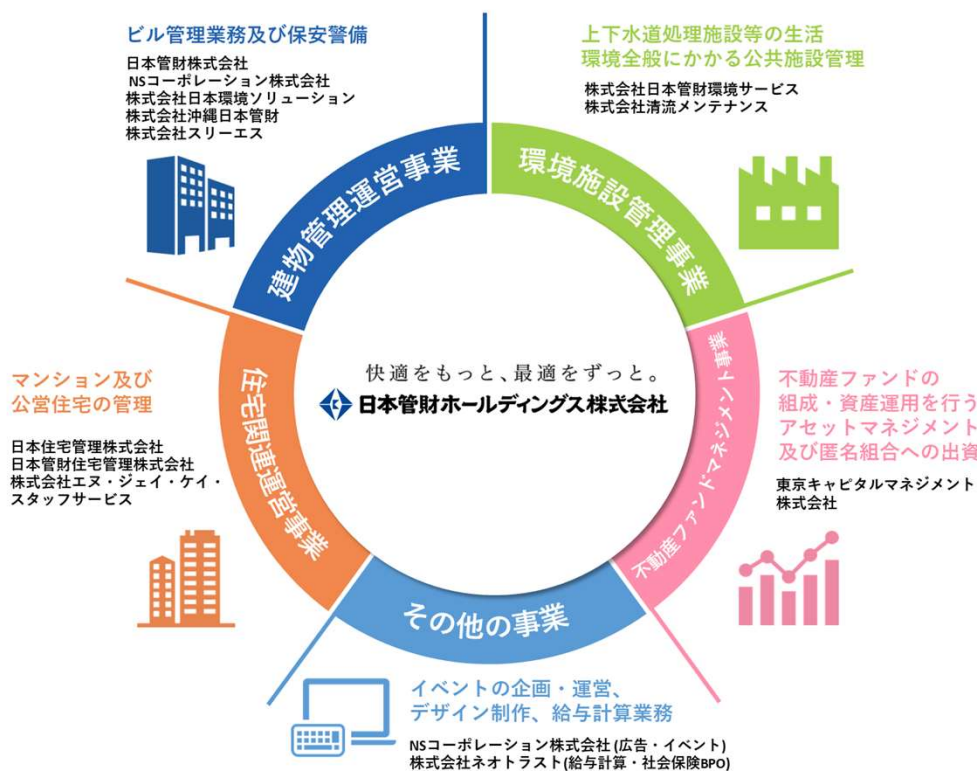 ビル管理業務及び保安警備
日本管財株式会社
NSコーポレーション株式会社
株式会社日本環境ソリューション
株式会社沖縄日本管財
株式会社スリーエス
建物管理運営事業
上下水道処理施設等の生活
環境全般にかかる公共施設管理
株式会社日本管財環境サービス
株式会社清流メンテナンス
環境施設管理事業
快適をもっと、最適をずっと。
日本管財ホールディングス株式会社
マンション及び
公営住宅の管理
日本住宅管理株式会社
日本管財住宅管理株式会社
株式会社エヌ・ジェイ・ケイ・
スタッフサービス
住宅関連運営事業
不動産ファンドマネジメント事業
不動産ファンドの
組成・資産運用を行う
アセットマネジメント
及び匿名組合への出資
東京キャピタルマネジメント
株式会社
その他の事業
イベントの企画・運営、
デザイン制作、給与計算業務
NSコーポレーション株式会社 (広告・イベント)
株式会社ネオトラスト(給与計算・社会保険BPO)